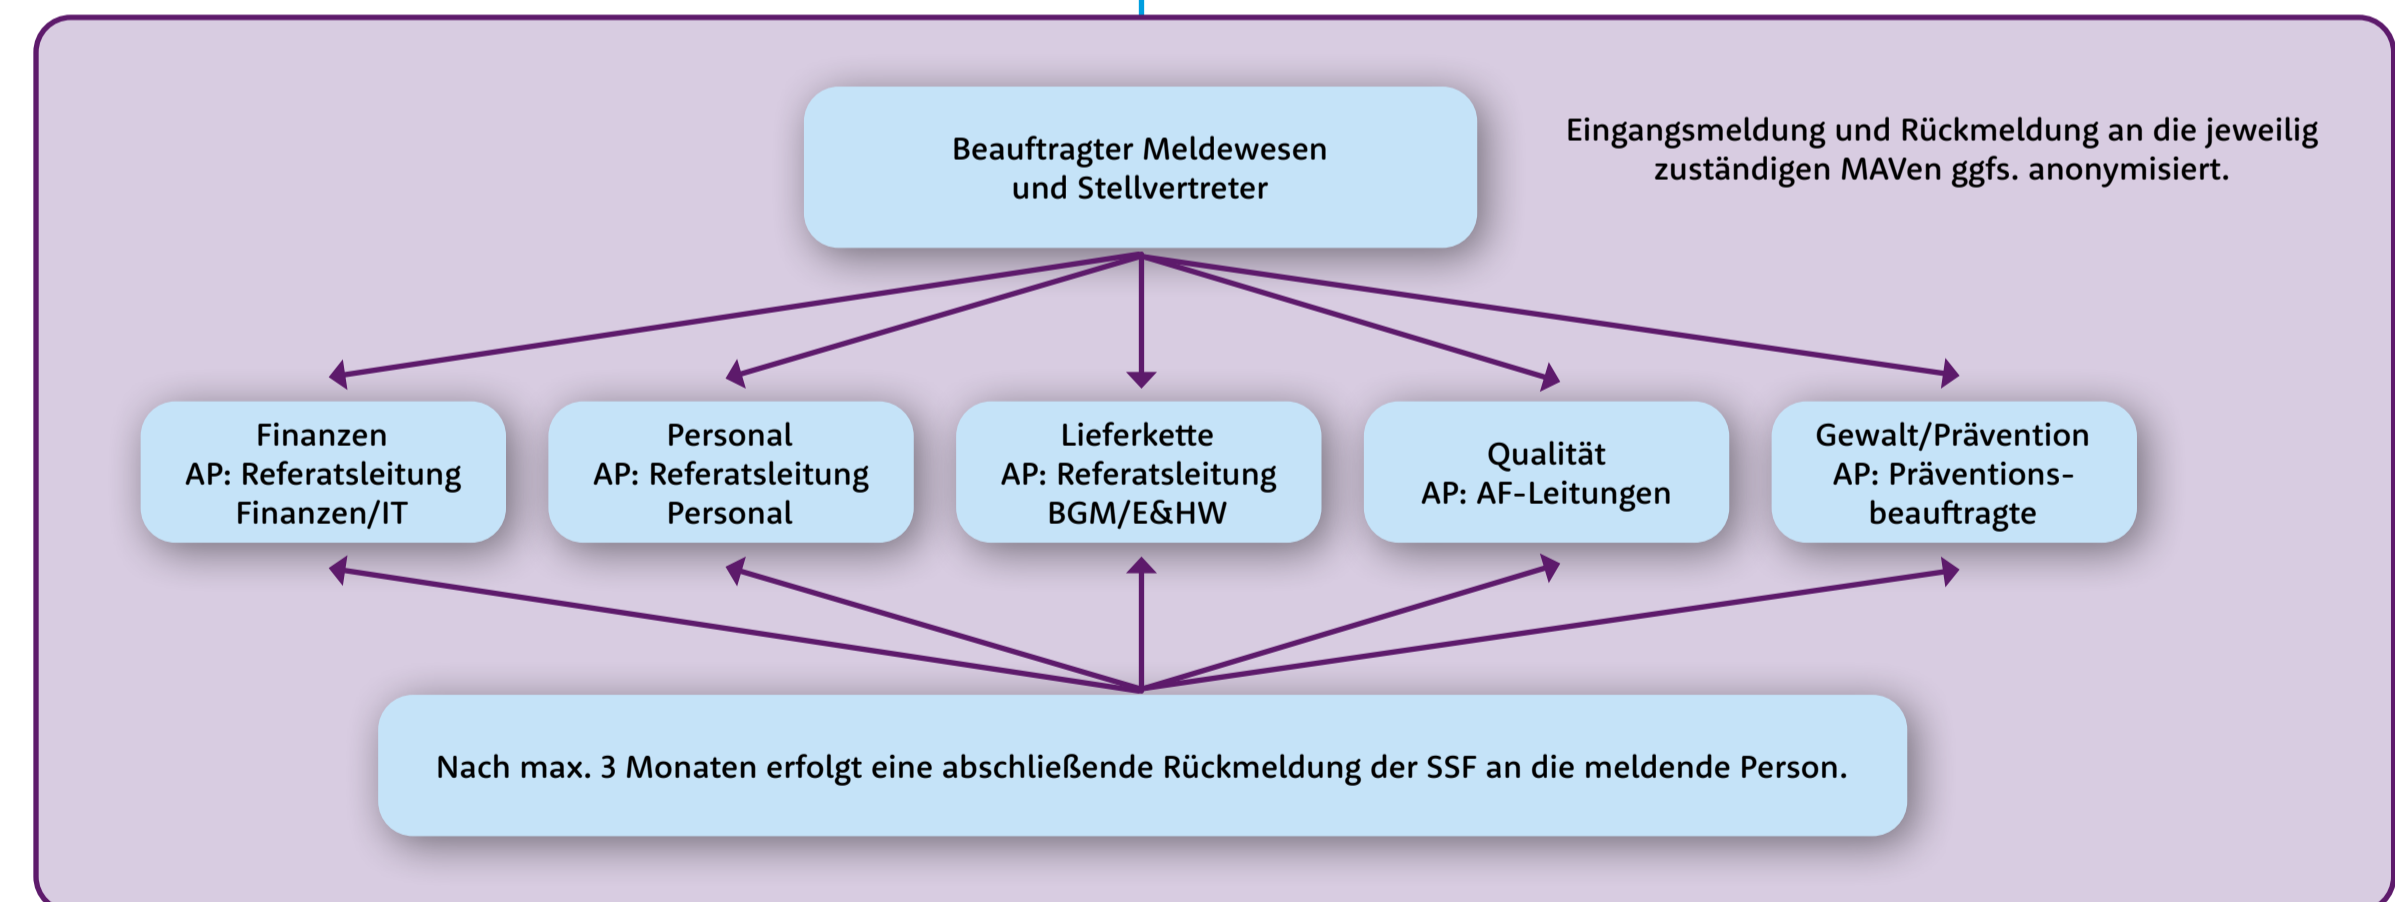 Beauftragter Meldewesen
und Stellvertreter
Eingangsmeldung und Rückmeldung an die jeweilig
zuständigen MAVen ggfs. anonymisiert.
Finanzen
AP: Referatsleitung
Finanzen/IT
Personal
AP: Referatsleitung
Personal
Lieferkette
AP: Referatsleitung
BGM/E&HW
Qualität
AP: AF-Leitungen
Gewalt/Prävention
AP: Präventions-
beauftragte
Nach max. 3 Monaten erfolgt eine abschließende Rückmeldung der SSF an die meldende Person.